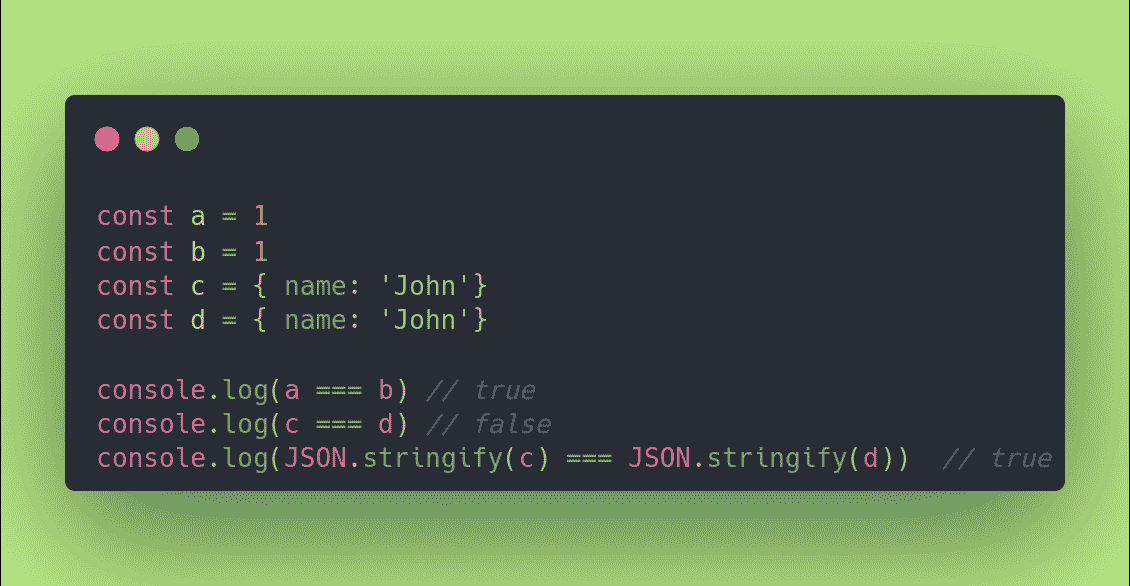 const a = 1
const b = 1
const c = { name: 'John'}
const d = { name: 'John'}
console.log(a === b) // true
console.log(c === d) // false
console.log(JSON.stringify(c) === JSON.stringify(d))  // true